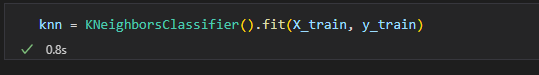 knn = KNeighborsClassifier().fit(X_train, y_train)
0.8s